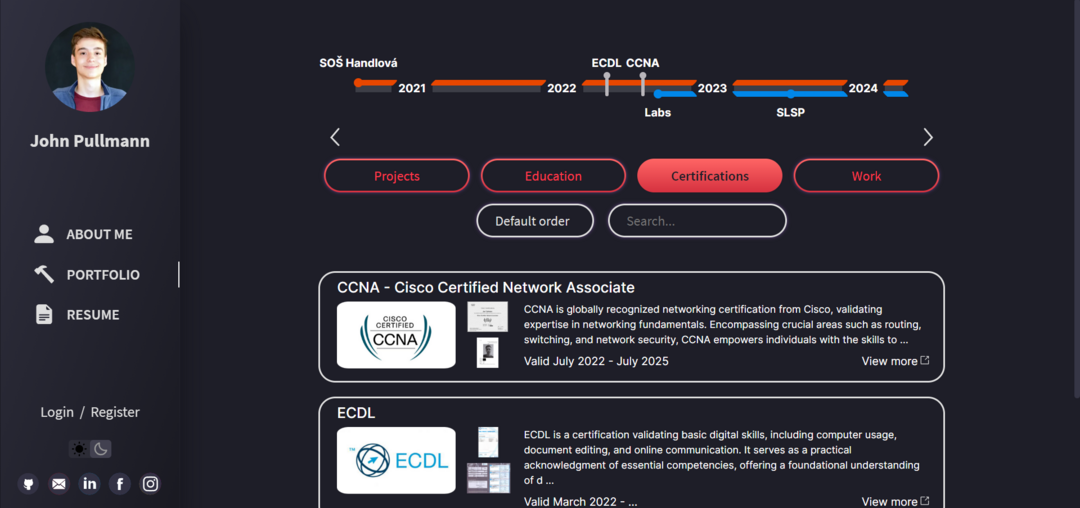 John Pullmann
ABOUT ME
PORTFOLIO
RESUME
Login / Register
SOŠ Handlová
ECDL CCNA
2021
2022
2023
2024
Labs
SLSP
Projects
Education
Certifications
Work
Default order
Search...
CCNA - Cisco Certified Network Associate
CISCO
CERTIFIED
CCNA
CCNA is globally recognized networking certification from Cisco, validating
expertise in networking fundamentals. Encompassing crucial areas such as routing,
switching, and network security, CCNA empowers individuals with the skills to ...
Valid July 2022 - July 2025
View more
ECDL
™ ECDL
ECDL is a certification validating basic digital skills, including computer usage,
document editing, and online communication. It serves as a practical
acknowledgment of essential competencies, offering a foundational understanding
of d ...
Valid March 2022 - ...
View more